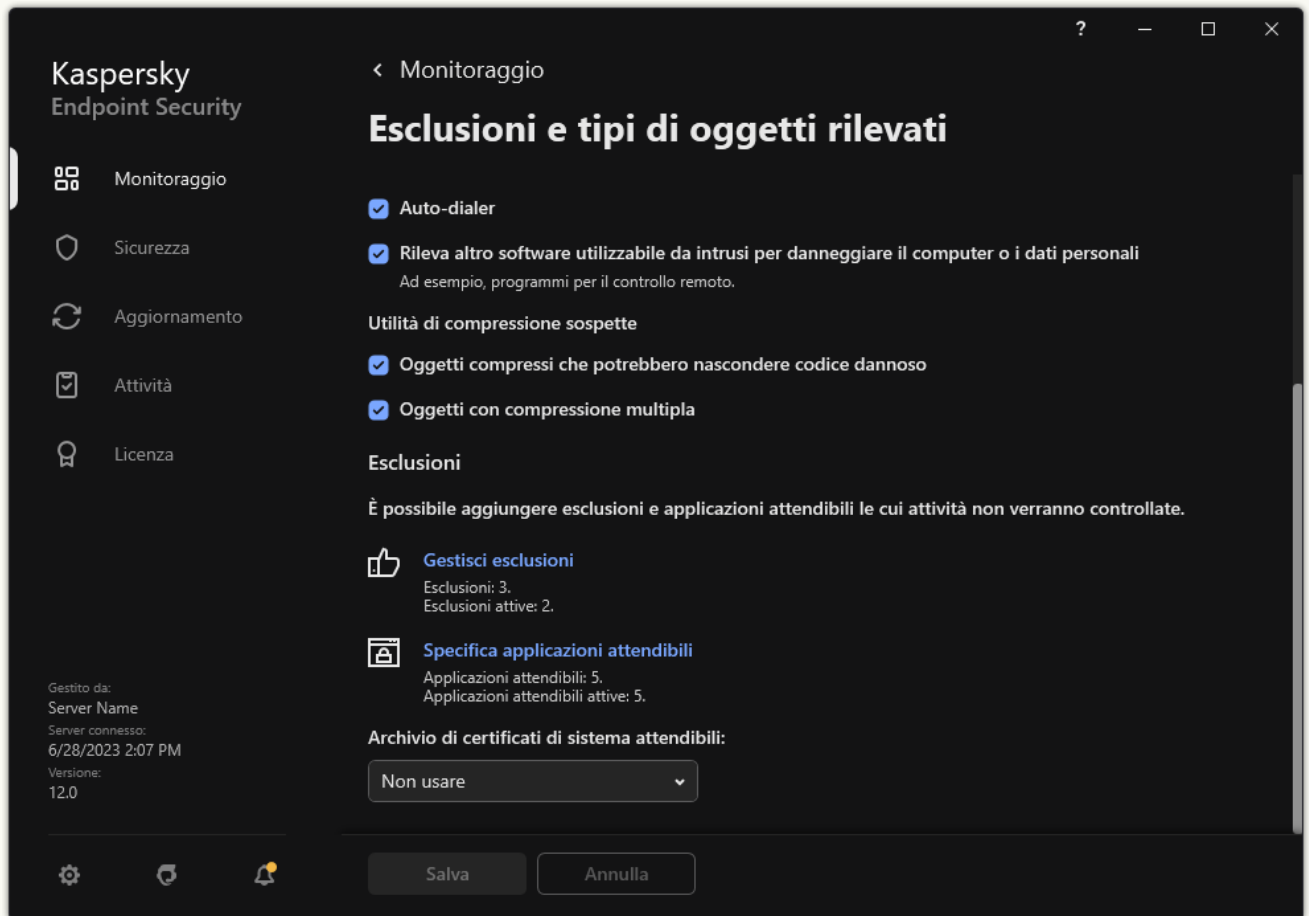 ?
Kaspersky
Endpoint Security
Monitoraggio
Sicurezza
Aggiornamento
Attività
Licenza
Gestito da:
Server Name
Server connesso:
6/28/2023 2:07 PM
Versione:
12.0
Monitoraggio
Esclusioni e tipi di oggetti rilevati
Auto-dialer
Rileva altro software utilizzabile da intrusi per danneggiare il computer o i dati personali
Ad esempio, programmi per il controllo remoto.
Utilità di compressione sospette
Oggetti compressi che potrebbero nascondere codice dannoso
Oggetti con compressione multipla
Esclusioni
È possibile aggiungere esclusioni e applicazioni attendibili le cui attività non verranno controllate.
Gestisci esclusioni
Esclusioni: 3.
Esclusioni attive: 2.
Specifica applicazioni attendibili
Applicazioni attendibili: 5.
Applicazioni attendibili attive: 5.
Archivio di certificati di sistema attendibili:
Non usare
Salva
Annulla